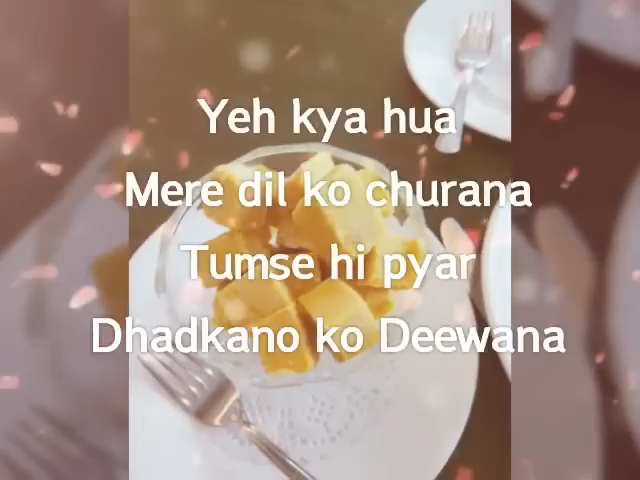 Yeh kya hua
Mere dil ko churana
Tumse hi pyar
Dhadkano ko Deewana